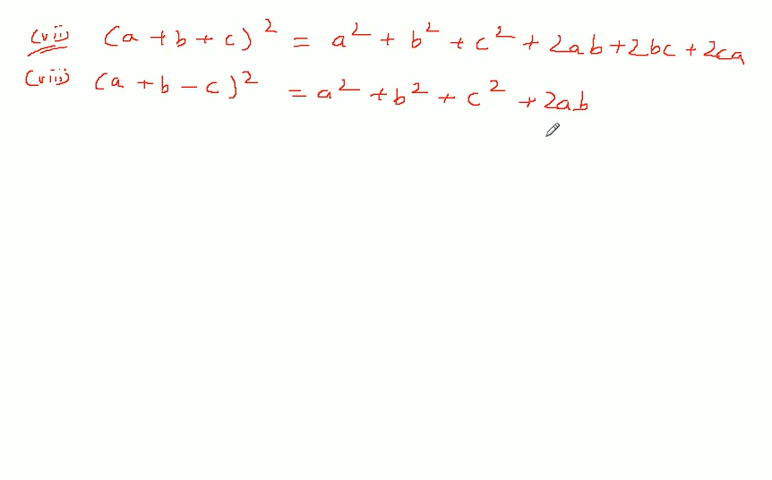 (vii) (a + b + c)² = a² + b² + c² + 2ab + 2bc + 2ca
(viii) (a + b - c)² = a² + b² + c² + 2ab